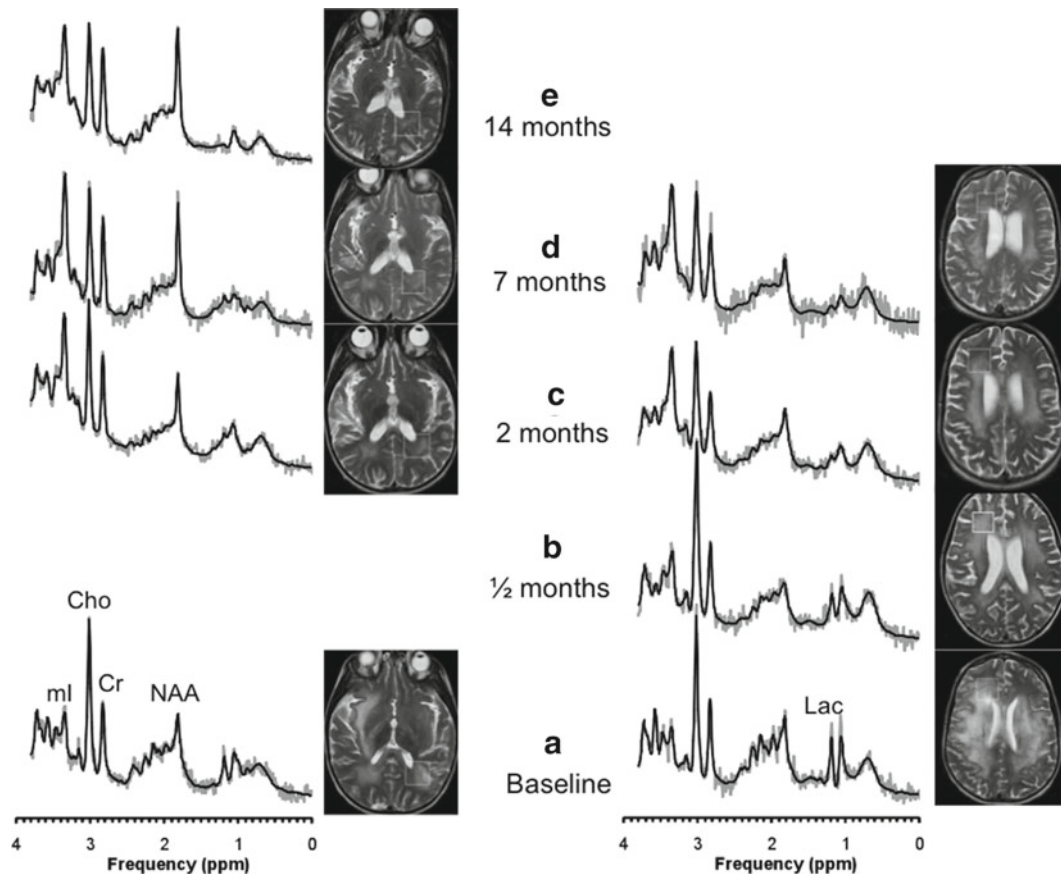 e
14 months
d
7 months
c
2 months
b
½ months
Cho
mI
Cr
NAA
Lac
a
Baseline
4 3 2 1 0
Frequency (ppm)
4 3 2 1 0
Frequency (ppm)